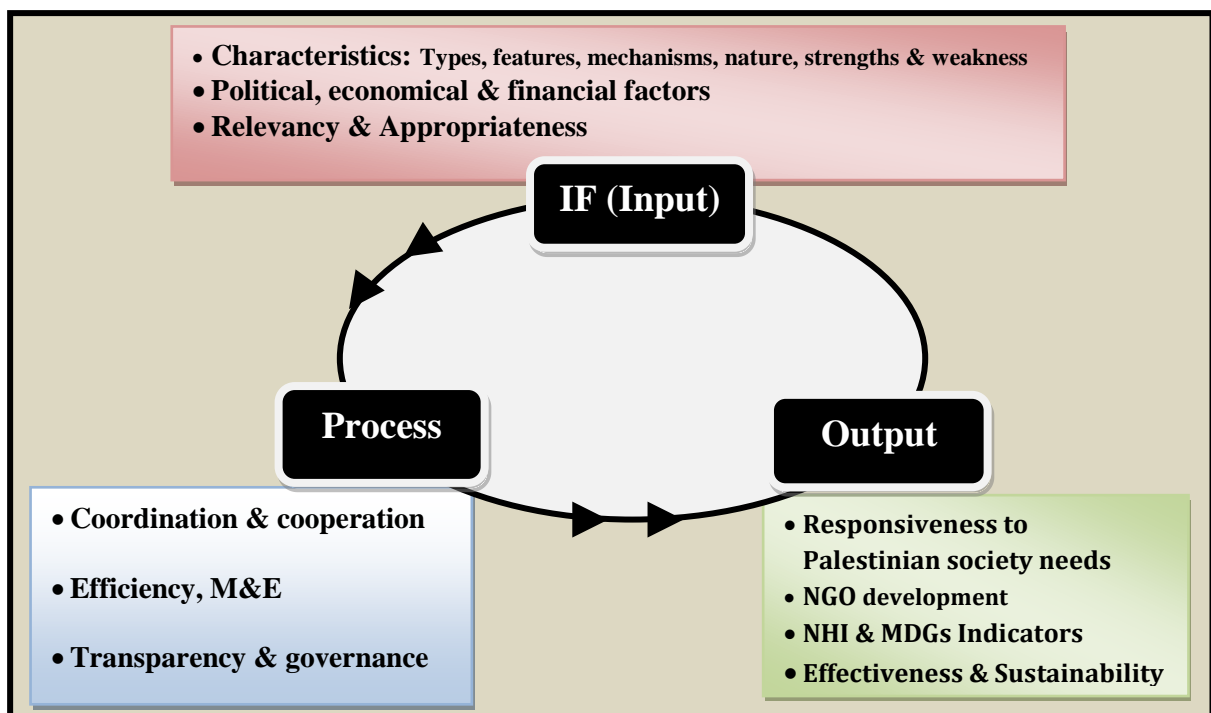 • Characteristics: Types, features, mechanisms, nature, strengths & weakness
• Political, economical & financial factors
• Relevancy & Appropriateness
IF (Input)
Process
Output
• Coordination & cooperation
• Efficiency, M&E
• Transparency & governance
• Responsiveness to
Palestinian society needs
• NGO development
• NHI & MDGs Indicators
• Effectiveness & Sustainability